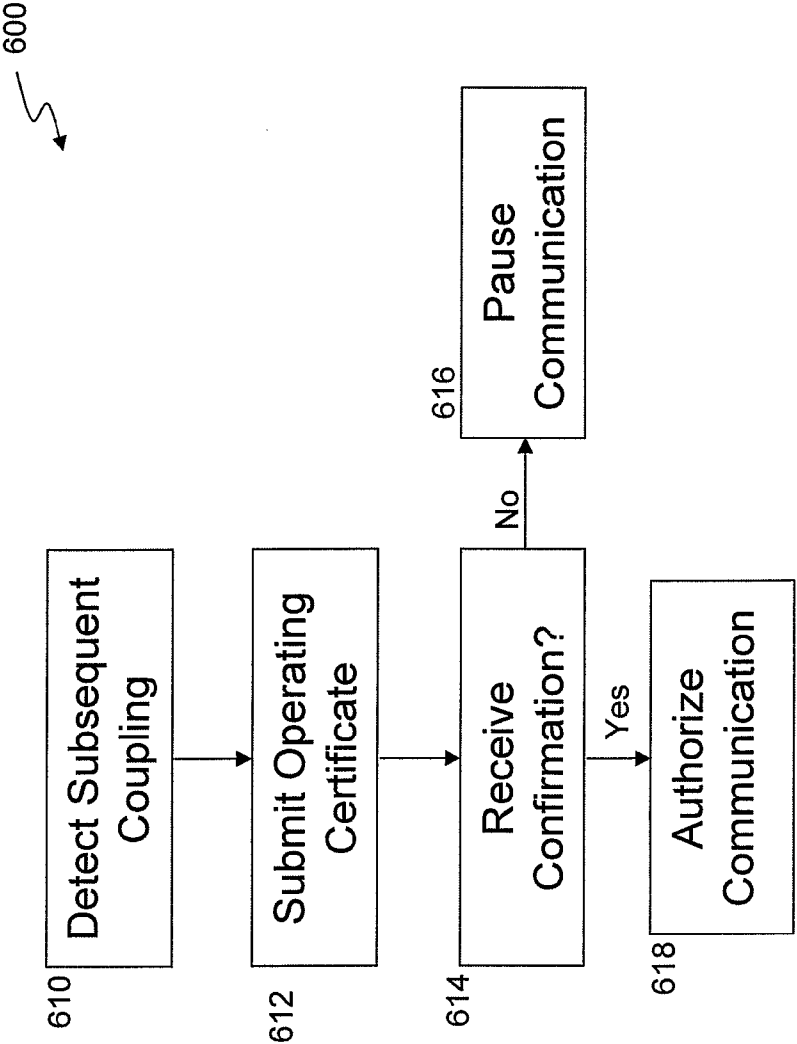 600
610
Detect Subsequent
Coupling
612
Submit Operating
Certificate
614
Receive
Confirmation?
No
616
Pause
Communication
Yes
618
Authorize
Communication